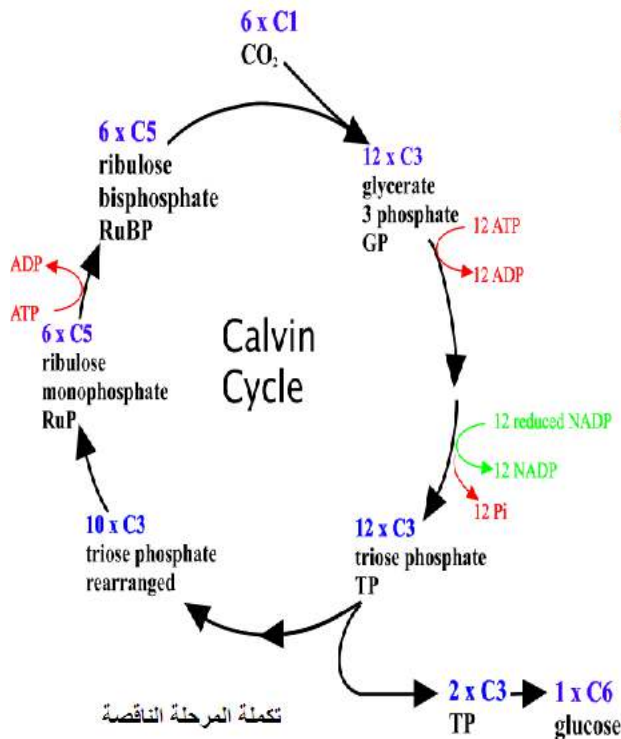 6 x C1
CO₂
6 x C5
ribulose
bisphosphate
RuBP
12 x C3
glycerate
3 phosphate
GP
12 ATP
12 ADP
ADP
ATP
6 x C5
ribulose
monophosphate
RuP
Calvin
Cycle
12 reduced NADP
12 NADP
12 Pi
10 x C3
triose phosphate
rearranged
12 x C3
triose phosphate
TP
2 x C3
TP
1 x C6
glucose
تكملة المرحلة الناقصة